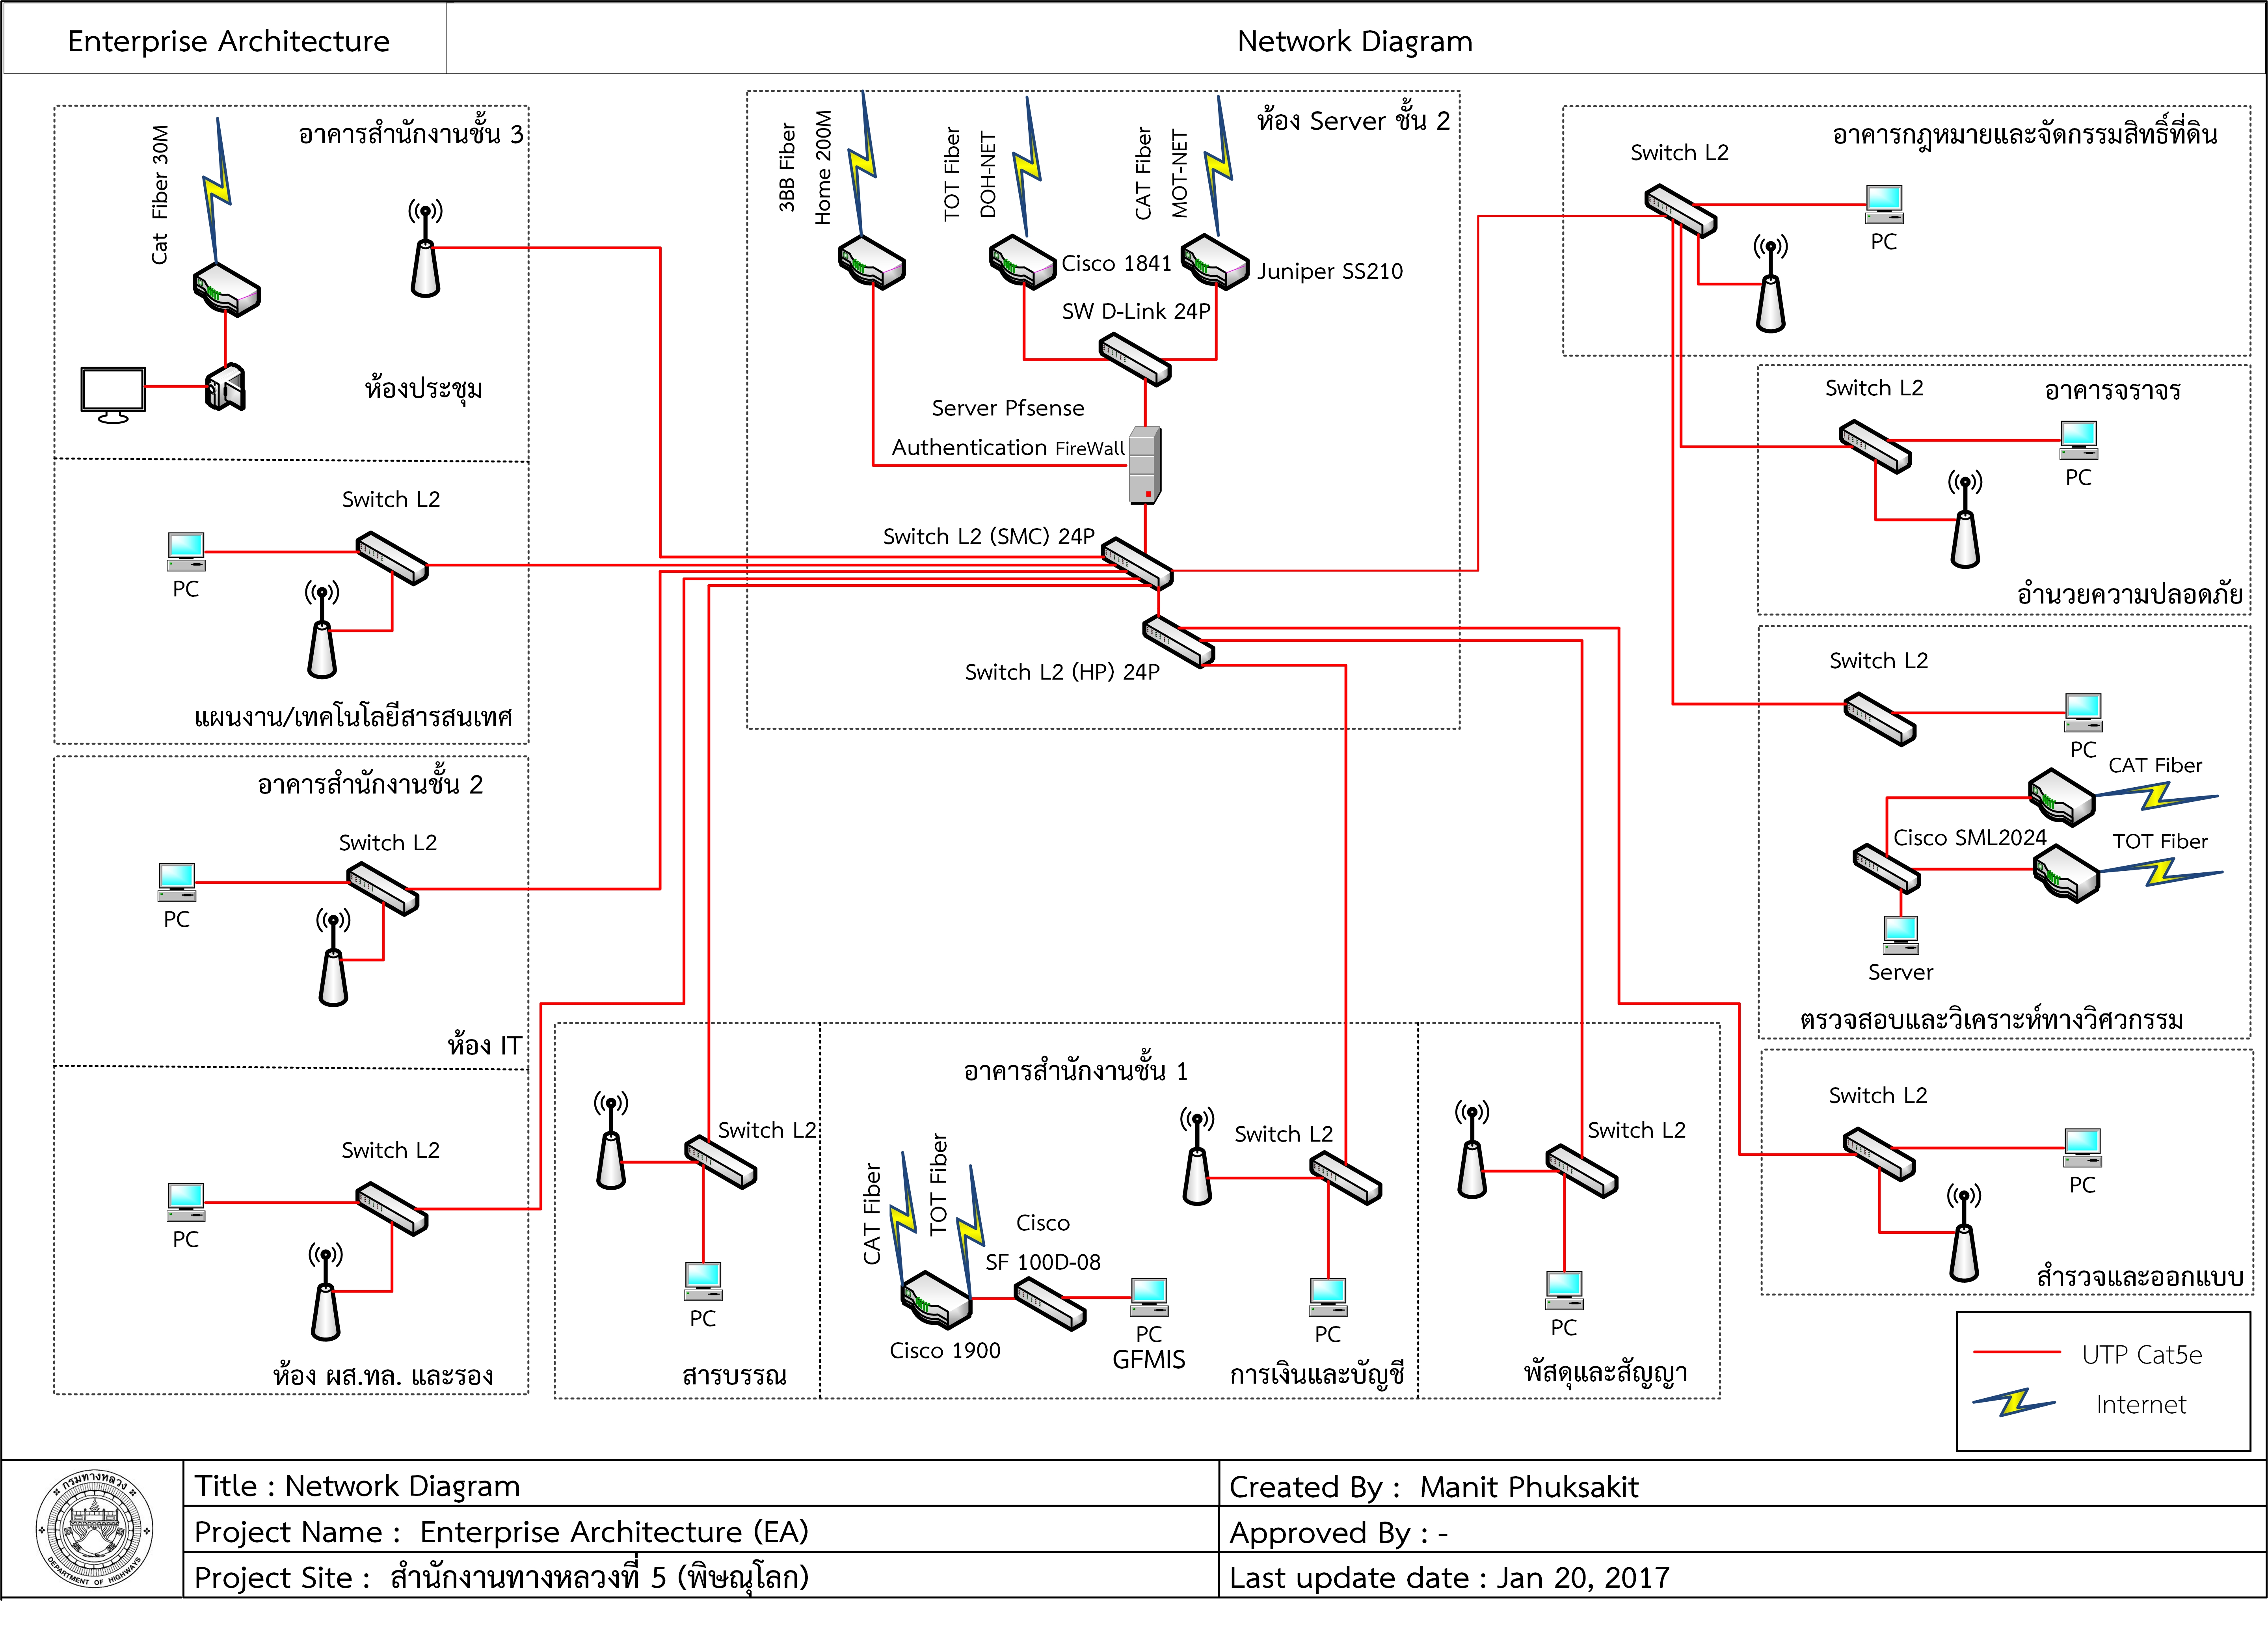 Enterprise Architecture
Network Diagram
อาคารสำนักงานชั้น 3
Cat Fiber 30M
ห้องประชุม
Switch L2
PC
แผนงาน/เทคโนโลยีสารสนเทศ
อาคารสำนักงานชั้น 2
Switch L2
PC
ห้อง IT
Switch L2
PC
ห้อง ผส.ทล. และรอง
ห้อง Server ชั้น 2
3BB Fiber
Home 200M
TOT Fiber
DOH-NET
CAT Fiber
MOT-NET
Cisco 1841
Juniper SS210
SW D-Link 24P
Server Pfsense
Authentication FireWall
Switch L2 (SMC) 24P
Switch L2 (HP) 24P
อาคารกฎหมายและจัดกรรมสิทธิ์ที่ดิน
Switch L2
PC
อาคารจราจร
Switch L2
PC
อำนวยความปลอดภัย
Switch L2
PC
CAT Fiber
Cisco SML2024
TOT Fiber
Server
ตรวจสอบและวิเคราะห์ทางวิศวกรรม
Switch L2
PC
สำรวจและออกแบบ
อาคารสำนักงานชั้น 1
Switch L2
PC
สารบรรณ
CAT Fiber
TOT Fiber
Cisco
SF 100D-08
Cisco 1900
PC
GFMIS
Switch L2
PC
การเงินและบัญชี
Switch L2
PC
พัสดุและสัญญา
UTP Cat5e
Internet
กรมทางหลวง
DEPARTMENT OF HIGHWAYS
Title : Network Diagram
Project Name : Enterprise Architecture (EA)
Project Site : สำนักงานทางหลวงที่ 5 (พิษณุโลก)
Created By : Manit Phuksakit
Approved By : -
Last update date : Jan 20, 2017